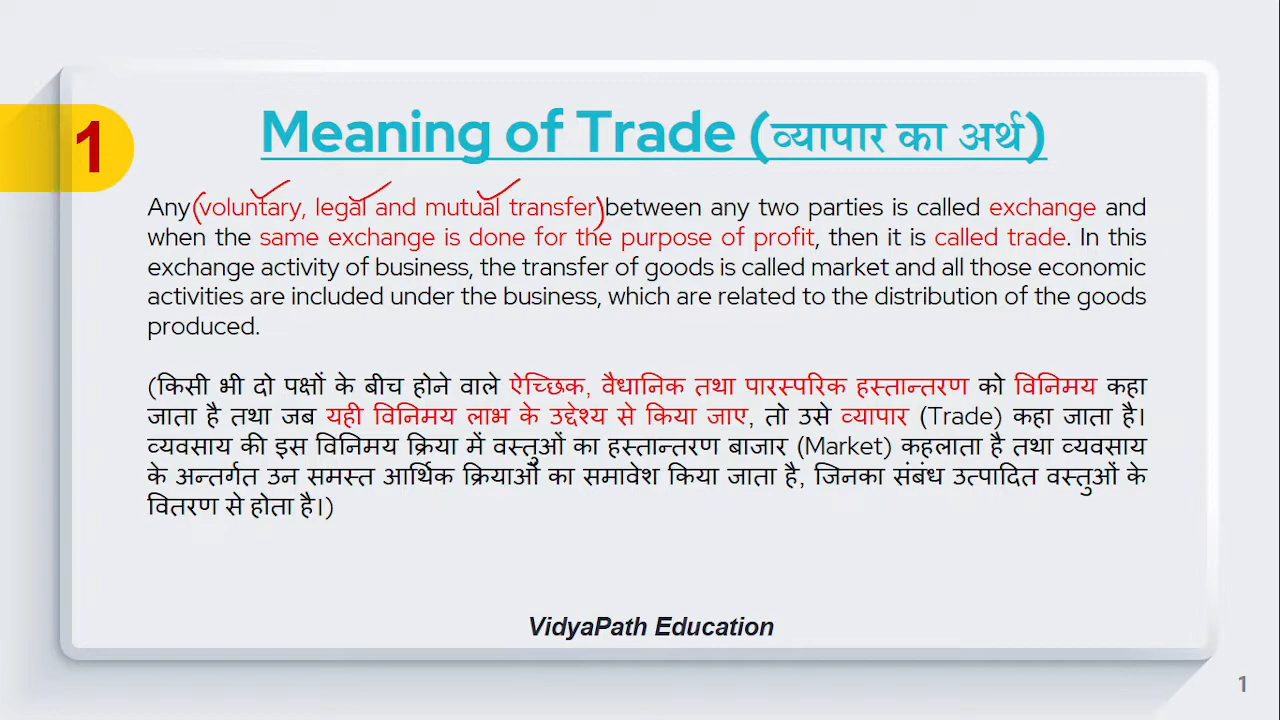 1
Meaning of Trade (व्यापार का अर्थ)
Any (voluntary, legal and mutual transfer) between any two parties is called exchange and
when the same exchange is done for the purpose of profit, then it is called trade. In this
exchange activity of business, the transfer of goods is called market and all those economic
activities are included under the business, which are related to the distribution of the goods
produced.
(किसी भी दो पक्षों के बीच होने वाले ऐच्छिक, वैधानिक तथा पारस्परिक हस्तान्तरण को विनिमय कहा
जाता है तथा जब यही विनिमय लाभ के उद्देश्य से किया जाए, तो उसे व्यापार (Trade) कहा जाता है।
व्यवसाय की इस विनिमय क्रिया में वस्तुओं का हस्तान्तरण बाजार (Market) कहलाता है तथा व्यवसाय
के अन्तर्गत उन समस्त आर्थिक क्रियाओं का समावेश किया जाता है, जिनका संबंध उत्पादित वस्तुओं के
वितरण से होता है।)
VidyaPath Education
1